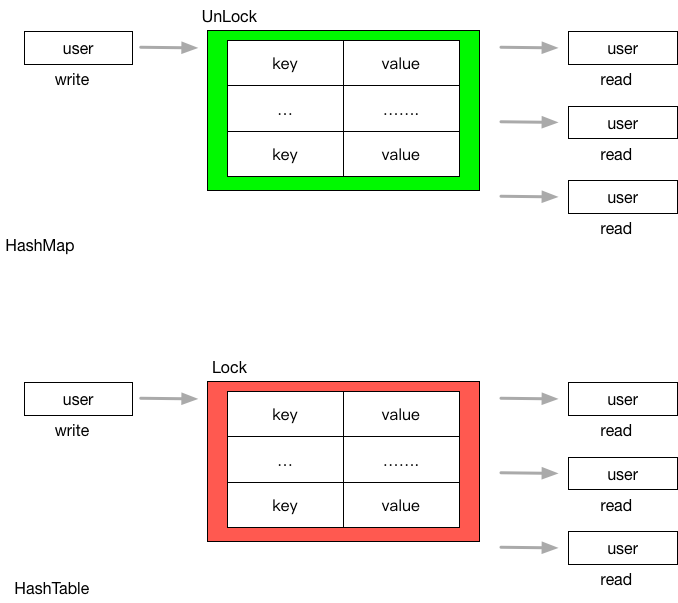 UnLock
user
key
value
user
write
read
...
.......
user
key
value
read
user
read
HashMap
Lock
user
key
value
user
write
read
...
.......
user
key
value
read
user
read
HashTable